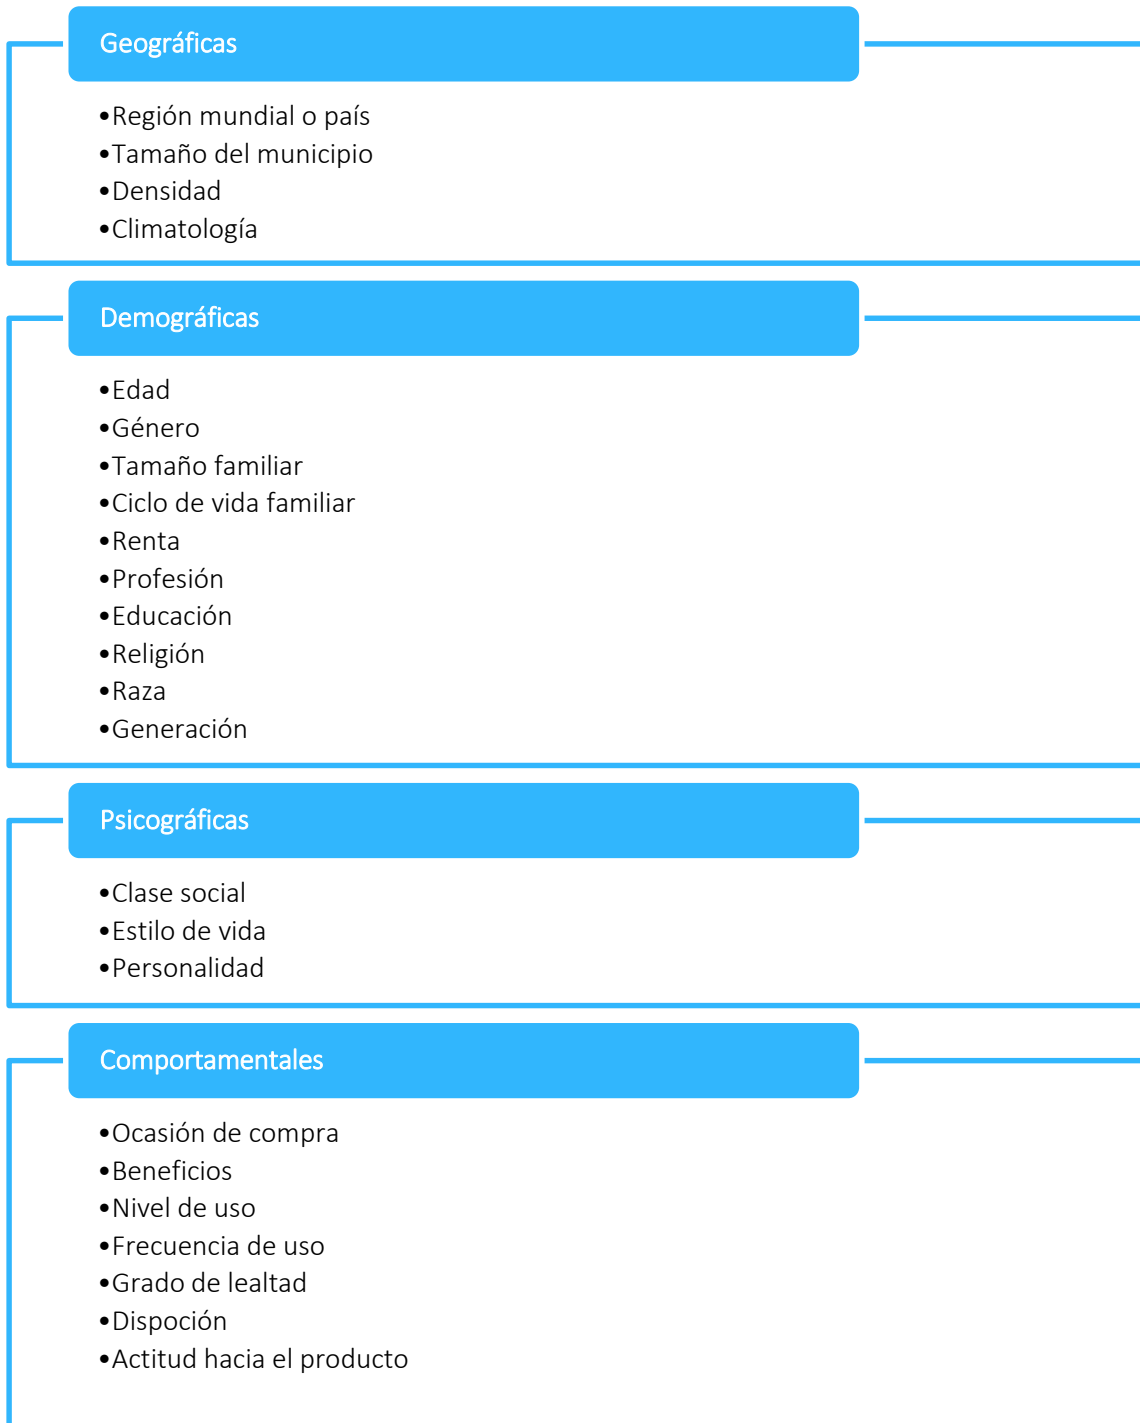 Geográficas
•Región mundial o país
•Tamaño del municipio
•Densidad
•Climatología
Demográficas
•Edad
•Género
•Tamaño familiar
•Ciclo de vida familiar
•Renta
•Profesión
•Educación
•Religión
•Raza
•Generación
Psicográficas
•Clase social
•Estilo de vida
•Personalidad
Comportamentales
•Ocasión de compra
•Beneficios
•Nivel de uso
•Frecuencia de uso
•Grado de lealtad
•Dispoción
•Actitud hacia el producto